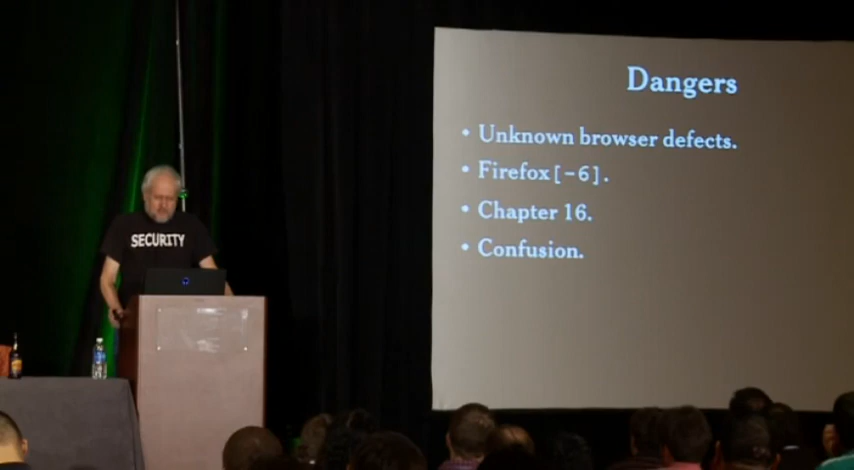 Dangers
• Unknown browser defects.
• Firefox[-6].
• Chapter 16.
• Confusion.
SECURITY